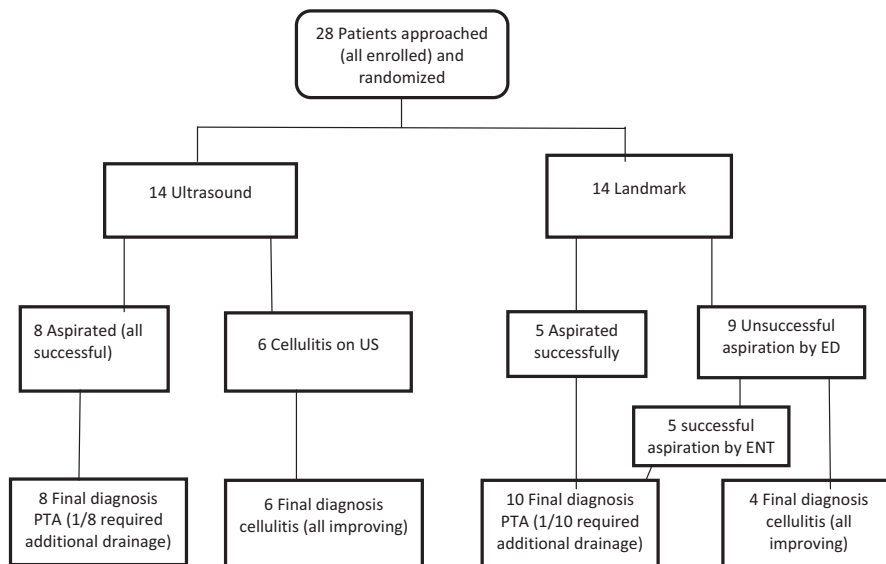 28 Patients approached
(all enrolled) and
randomized
14 Ultrasound
14 Landmark
8 Aspirated (all
successful)
6 Cellulitis on US
5 Aspirated
successfully
9 Unsuccessful
aspiration by ED
5 successful
aspiration by ENT
8 Final diagnosis
PTA (1/8 required
additional drainage)
6 Final diagnosis
cellulitis (all improving)
10 Final diagnosis
PTA (1/10 required
additional drainage)
4 Final diagnosis
cellulitis (all
improving)